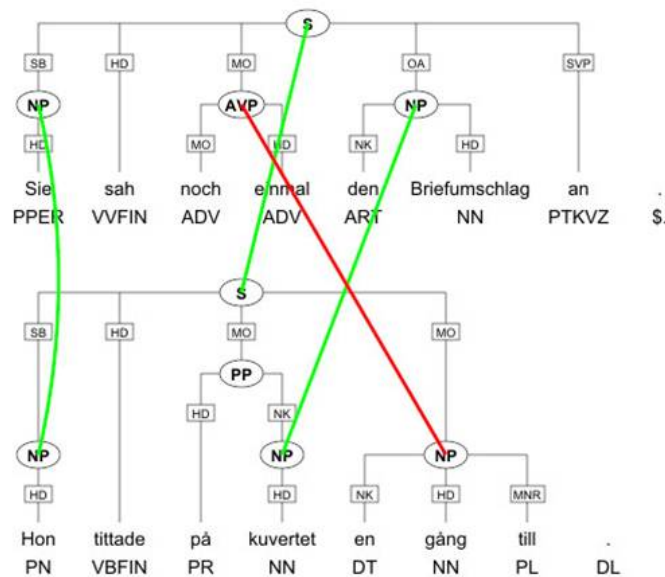 S
SB HD MO OA SVP
NP AVP NP
HD MO HD NK HD
Sie sah noch einmal den Briefumschlag an .
PPER VVFIN ADV ADV ART NN PTKVZ $.
S
SB HD MO MO
PP
HD NK
NP NP NP
HD HD NK HD MNR
Hon tittade på kuvertet en gång till .
PN VBFIN PR NN DT NN PL DL